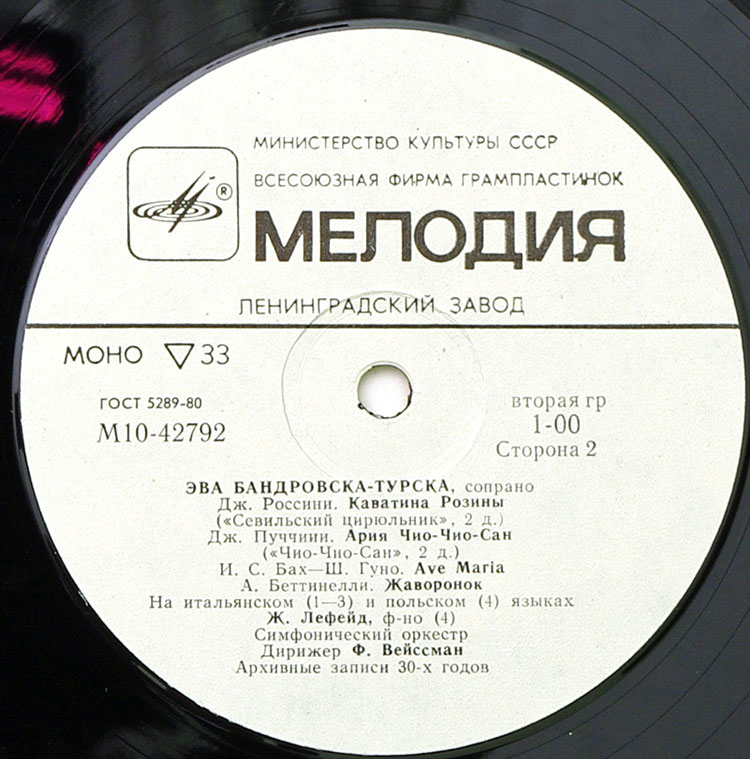 МИНИСТЕРСТВО КУЛЬТУРЫ СССР
ВСЕСОЮЗНАЯ ФИРМА ГРАМПЛАСТИНОК
®
МЕЛОДИЯ
ЛЕНИНГРАДСКИЙ ЗАВОД
МОНО ▽ 33
ГОСТ 5289-80
М10-42792
вторая гр
1-00
Сторона 2
ЭВА БАНДРОВСКА-ТУРСКА, сопрано
Дж. Россини. Каватина Розины
(«Севильский цирюльник», 2 д.)
Дж. Пуччини. Ария Чио-Чио-Сан
(«Чио-Чио-Сан», 2 д.)
И. С. Бах—Ш. Гуно. Ave Maria
А. Беттинелли. Жаворонок
На итальянском (1—3) и польском (4) языках
Ж. Лефейд, ф-но (4)
Симфонический оркестр
Дирижер Ф. Вейссман
Архивные записи 30-х годов